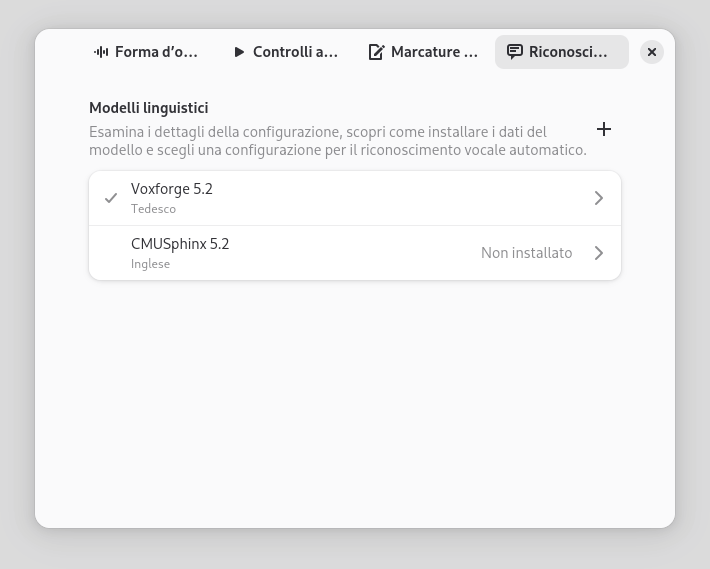 Forma d’o…
Controlli a…
Marcature …
Riconosci…
Modelli linguistici
Esamina i dettagli della configurazione, scopri come installare i dati del
modello e scegli una configurazione per il riconoscimento vocale automatico.
Voxforge 5.2
Tedesco
CMUSphinx 5.2
Inglese
Non installato